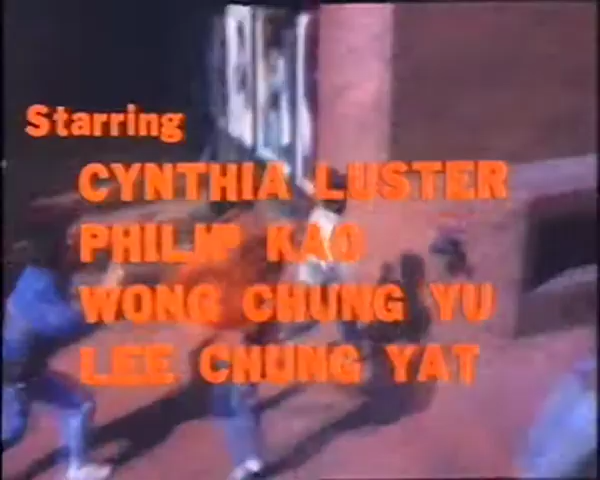 Starring
CYNTHIA LUSTER
PHILIP KAO
WONG CHUNG YU
LEE CHUNG YAT